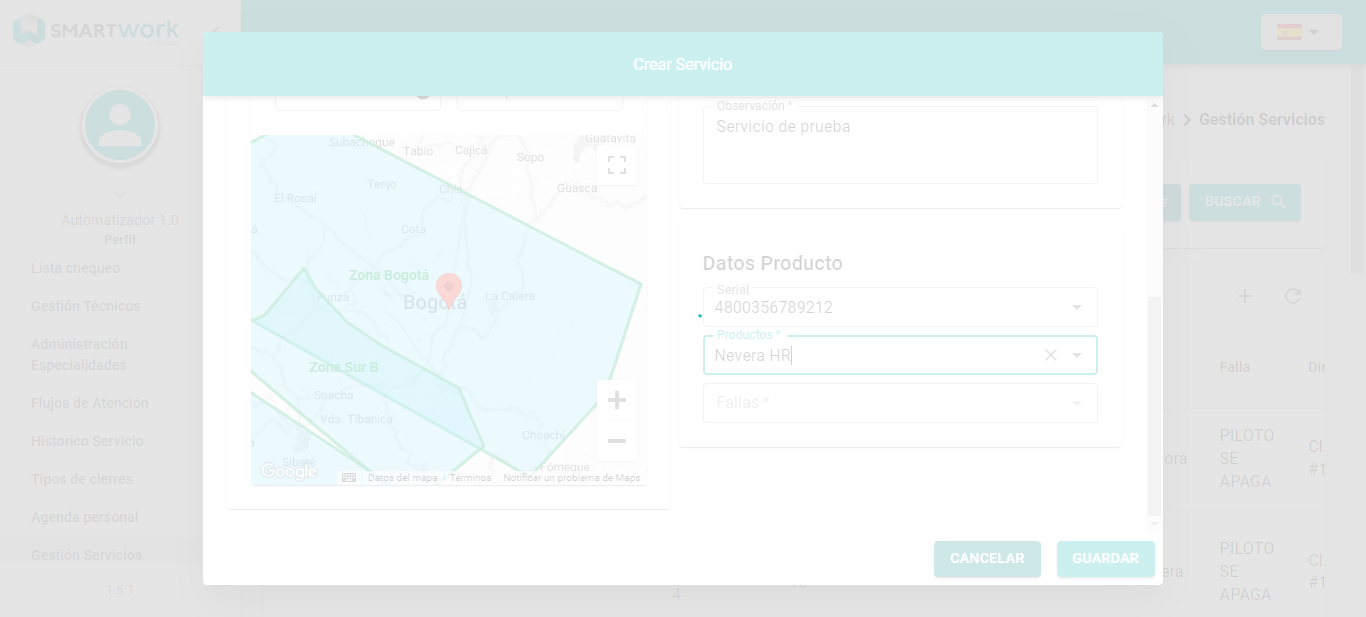 SMARTwork
Crear Servicio
rk > Gestión Servicios
BUSCAR
Automatizador 1.0
Perfil
Lista chequeo
Gestión Técnicos
Administración
Especialidades
Flujos de Atención
Historico Servicio
Tipos de cierres
Agenda personal
Gestión Servicios
1.6.1
Subachoque
Tabio
Cajicá
Sopo
Guatavita
Tenjo
Chía
Guasca
El Rosal
Cota
Zona Bogotá
Funza
Bogotá
La Calera
Zona Sur B
Soacha
Vda. Tibanica
Choachí
Sibaté
Fómeque
Google
Datos del mapa
Términos
Notificar un problema de Maps
Observación *
Servicio de prueba
Datos Producto
Serial
4800356789212
Productos *
Nevera HR
Fallas *
CANCELAR
GUARDAR
Falla
Di
ora
PILOTO
SE
APAGA
Cl.
#1
era
PILOTO
SE
APAGA
Cl.
#1
4